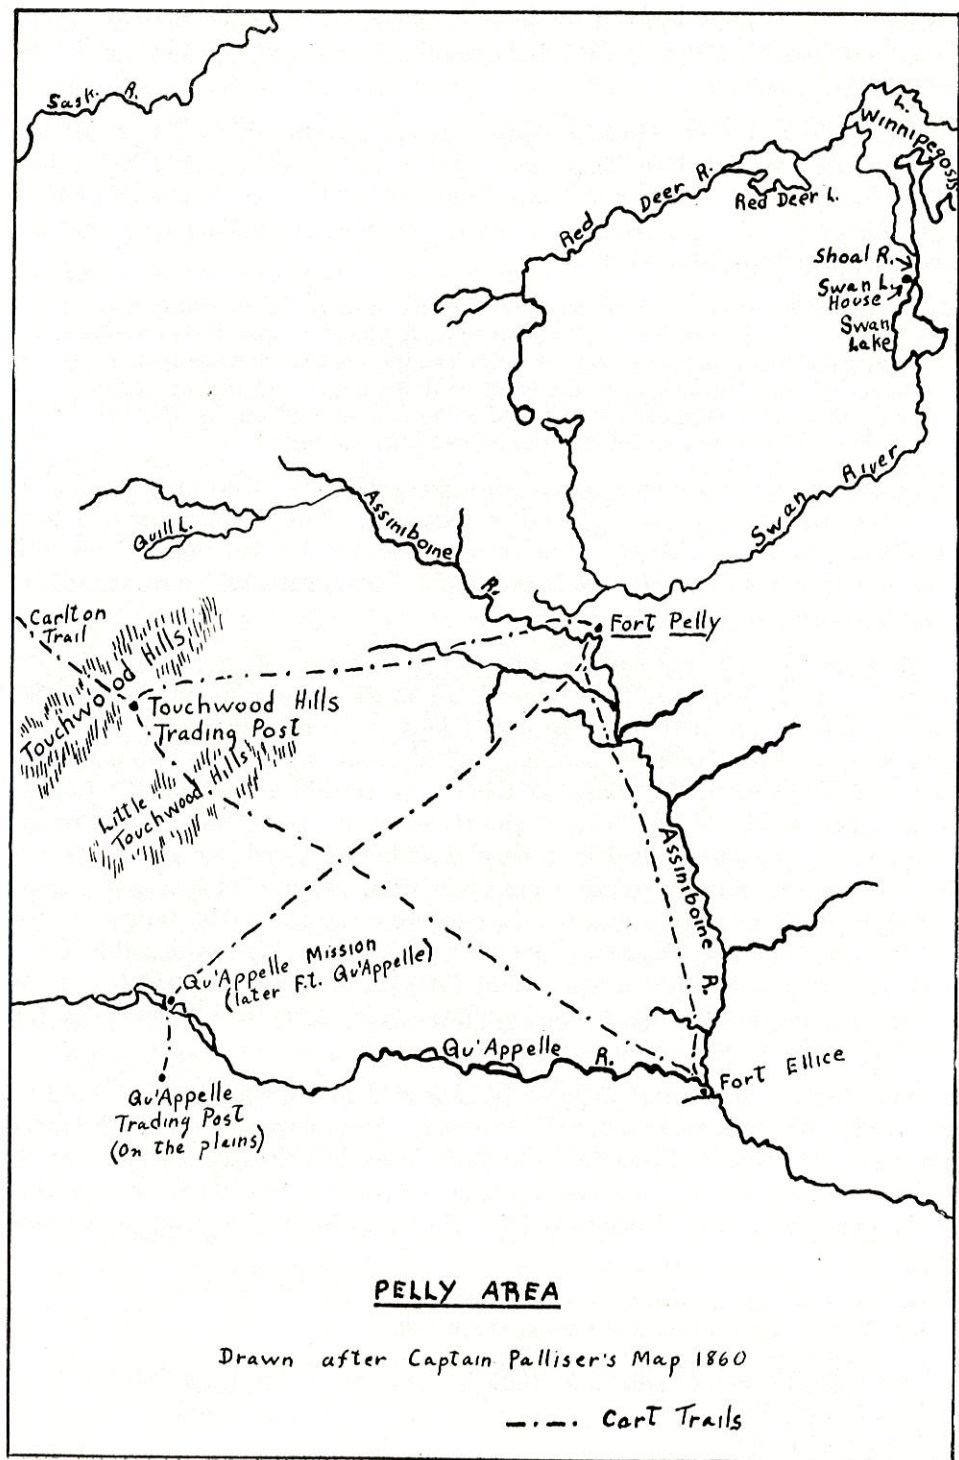 Sask. R.
L.
Winnipegosis
Red Deer R.
Red Deer L.
Shoal R.
Swan L.
House
Swan
Lake
Swan River
Assiniboine
R.
Quill L.
Carlton
Trail
Fort Pelly
Touchwood Hills
Touchwood Hills
Trading Post
Little
Touchwood Hills
Assiniboine
R.
Qu'Appelle Mission
(later Ft. Qu'Appelle)
Qu'Appelle R.
Fort Ellice
Qu'Appelle
Trading Post
(On the plains)
PELLY AREA
Drawn after Captain Palliser's Map 1860
Cart Trails